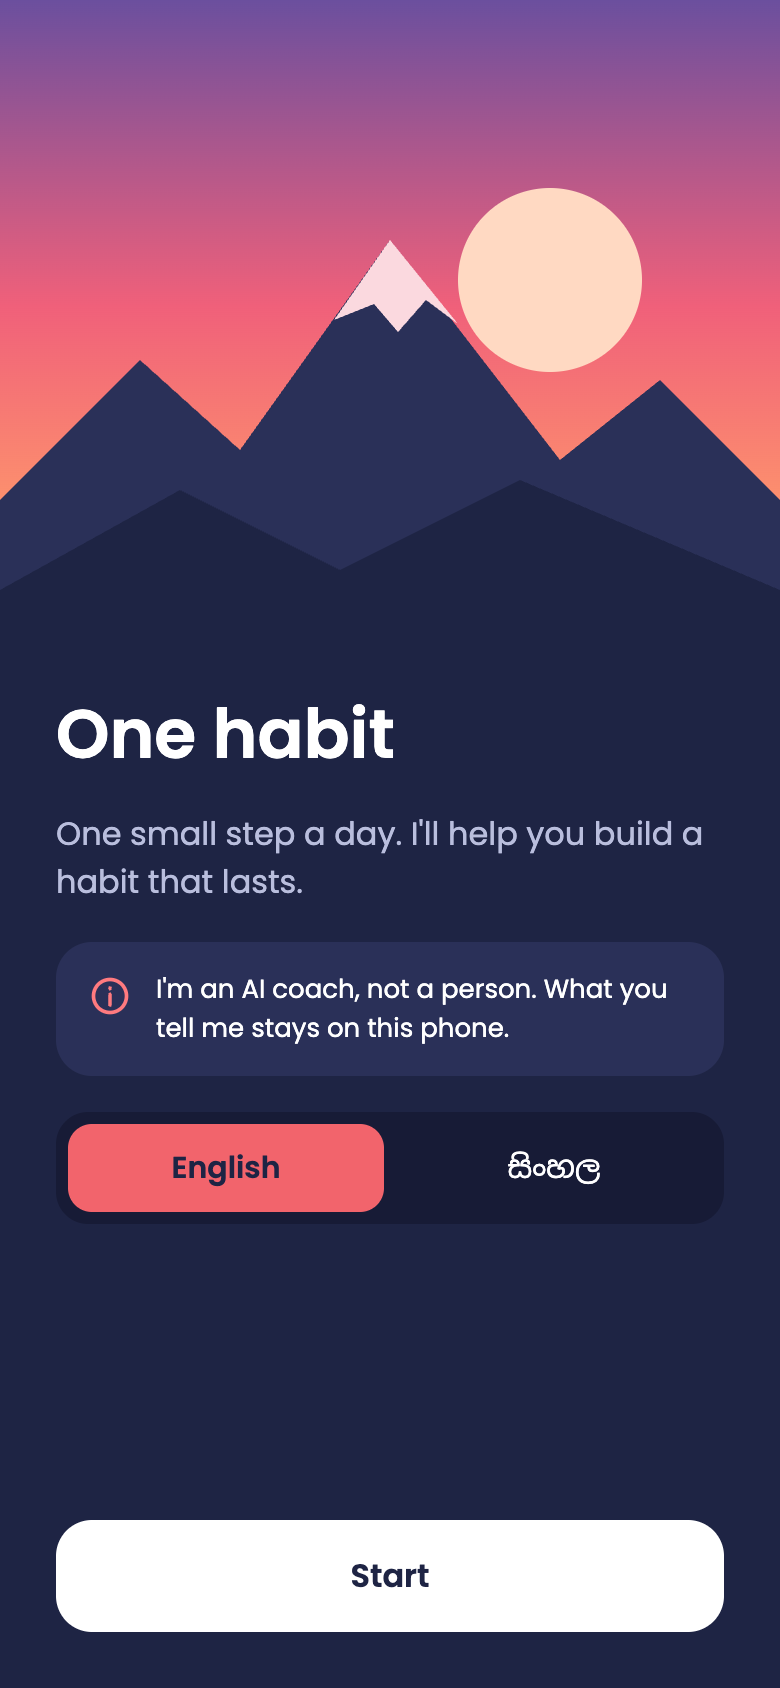 One habit
One small step a day. I'll help you build a
habit that lasts.
I'm an AI coach, not a person. What you
tell me stays on this phone.
English
සිංහල
Start